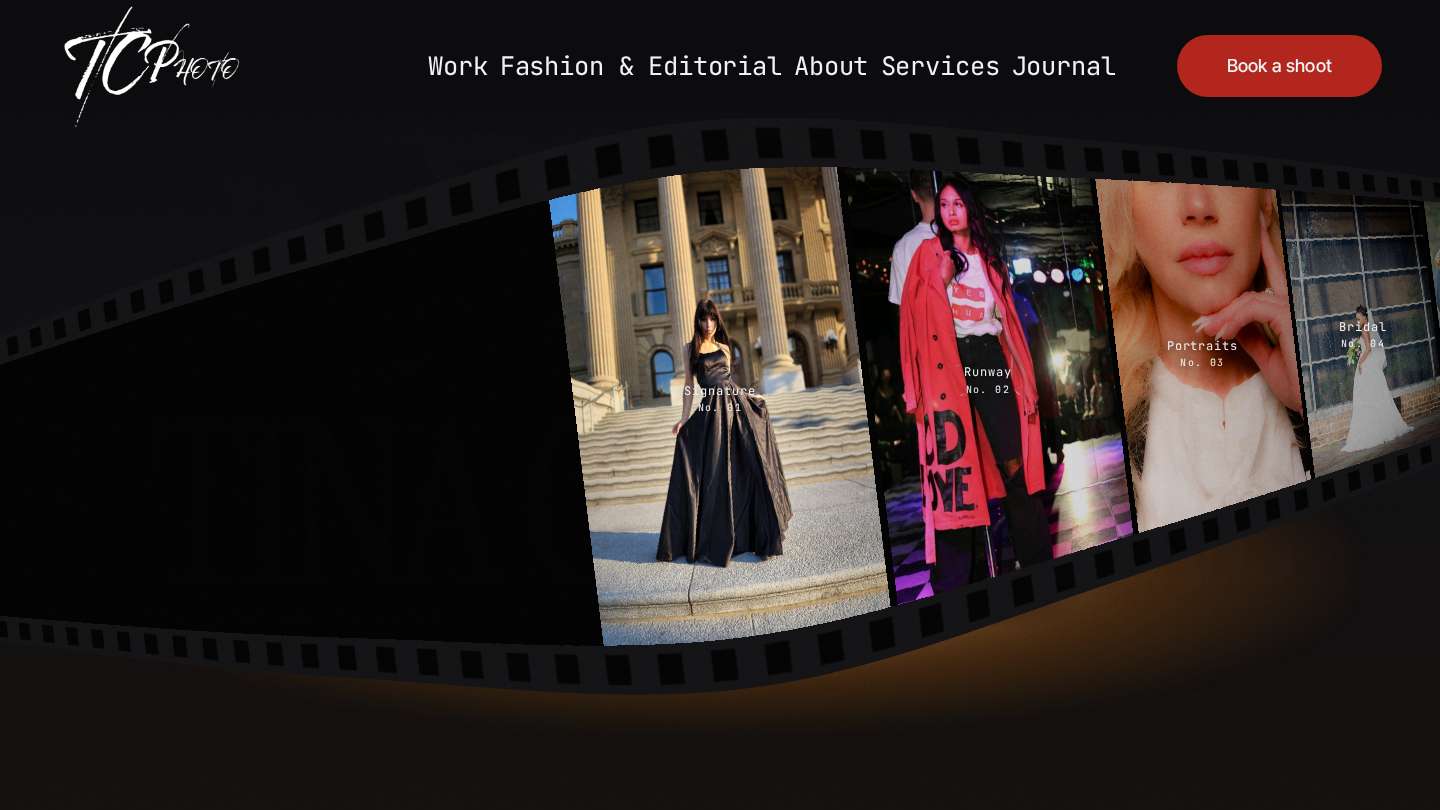 TCPHOTO
Work Fashion & Editorial About Services Journal
Book a shoot
Signature
No. 01
YES
Runway
No. 02
Portraits
No. 03
Bridal
No. 04